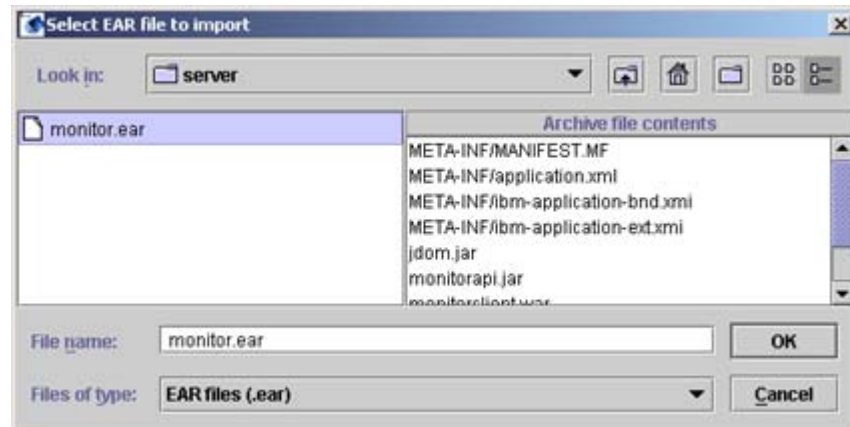 Select EAR file to import
Look in:
server
monitor.ear
Archive file contents
META-INF/MANIFEST.MF
META-INF/application.xml
META-INF/ibm-application-bnd.xmi
META-INF/ibm-application-ext.xmi
jdom.jar
monitorapi.jar
monitorclient.war
File name:
monitor.ear
OK
Files of type:
EAR files (.ear)
Cancel